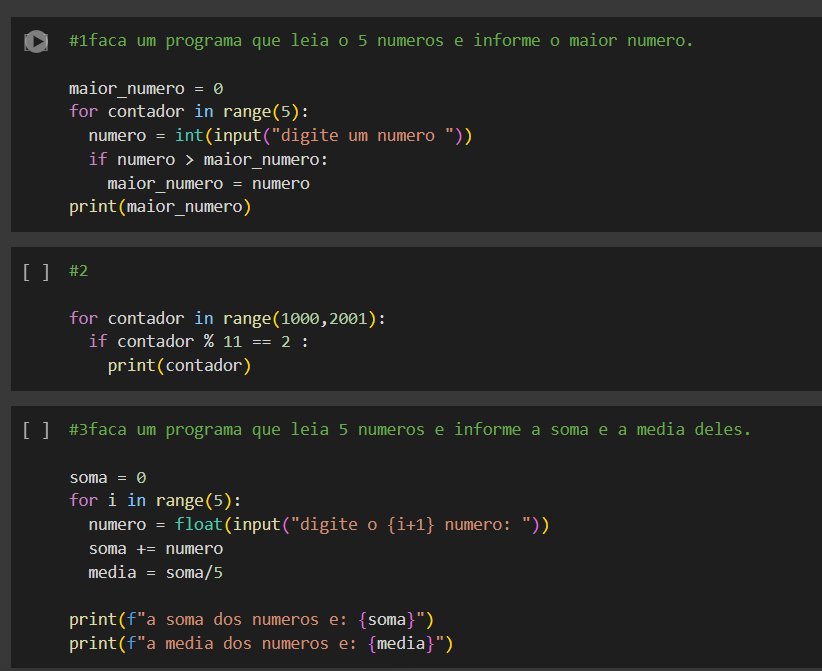 #1faca um programa que leia o 5 numeros e informe o maior numero.
maior_numero = 0
for contador in range(5):
  numero = int(input("digite um numero "))
  if numero > maior_numero:
    maior_numero = numero
print(maior_numero)
[ ] #2
for contador in range(1000,2001):
  if contador % 11 == 2 :
    print(contador)
[ ] #3faca um programa que leia 5 numeros e informe a soma e a media deles.
soma = 0
for i in range(5):
  numero = float(input("digite o {i+1} numero: "))
  soma += numero
  media = soma/5
print(f"a soma dos numeros e: {soma}")
print(f"a media dos numeros e: {media}")